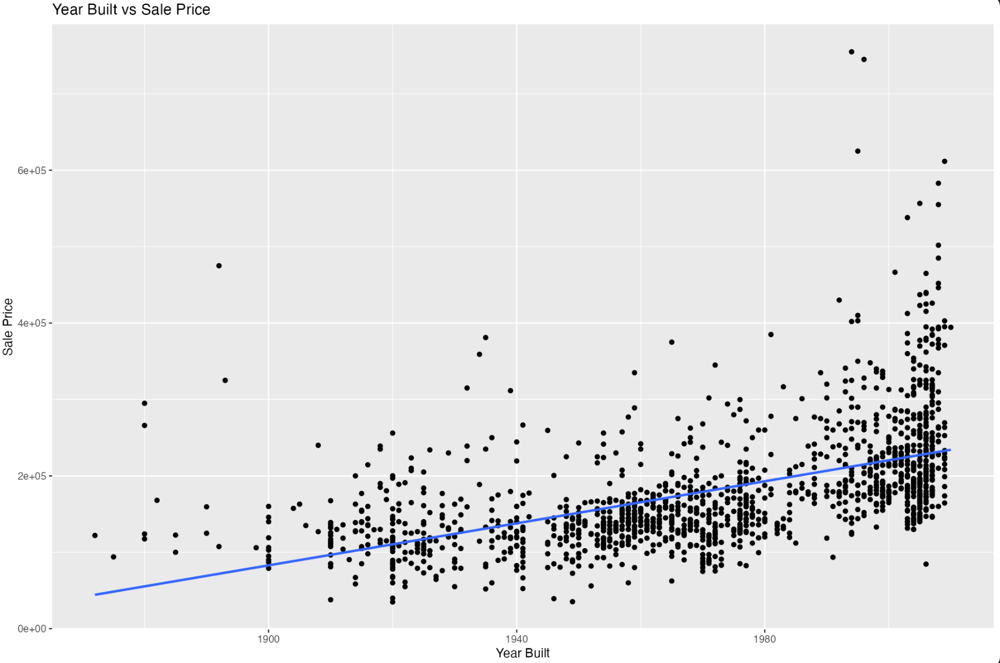 Year Built vs Sale Price
Sale Price
6e+05
4e+05
2e+05
0e+00
1900
1940
1980
Year Built